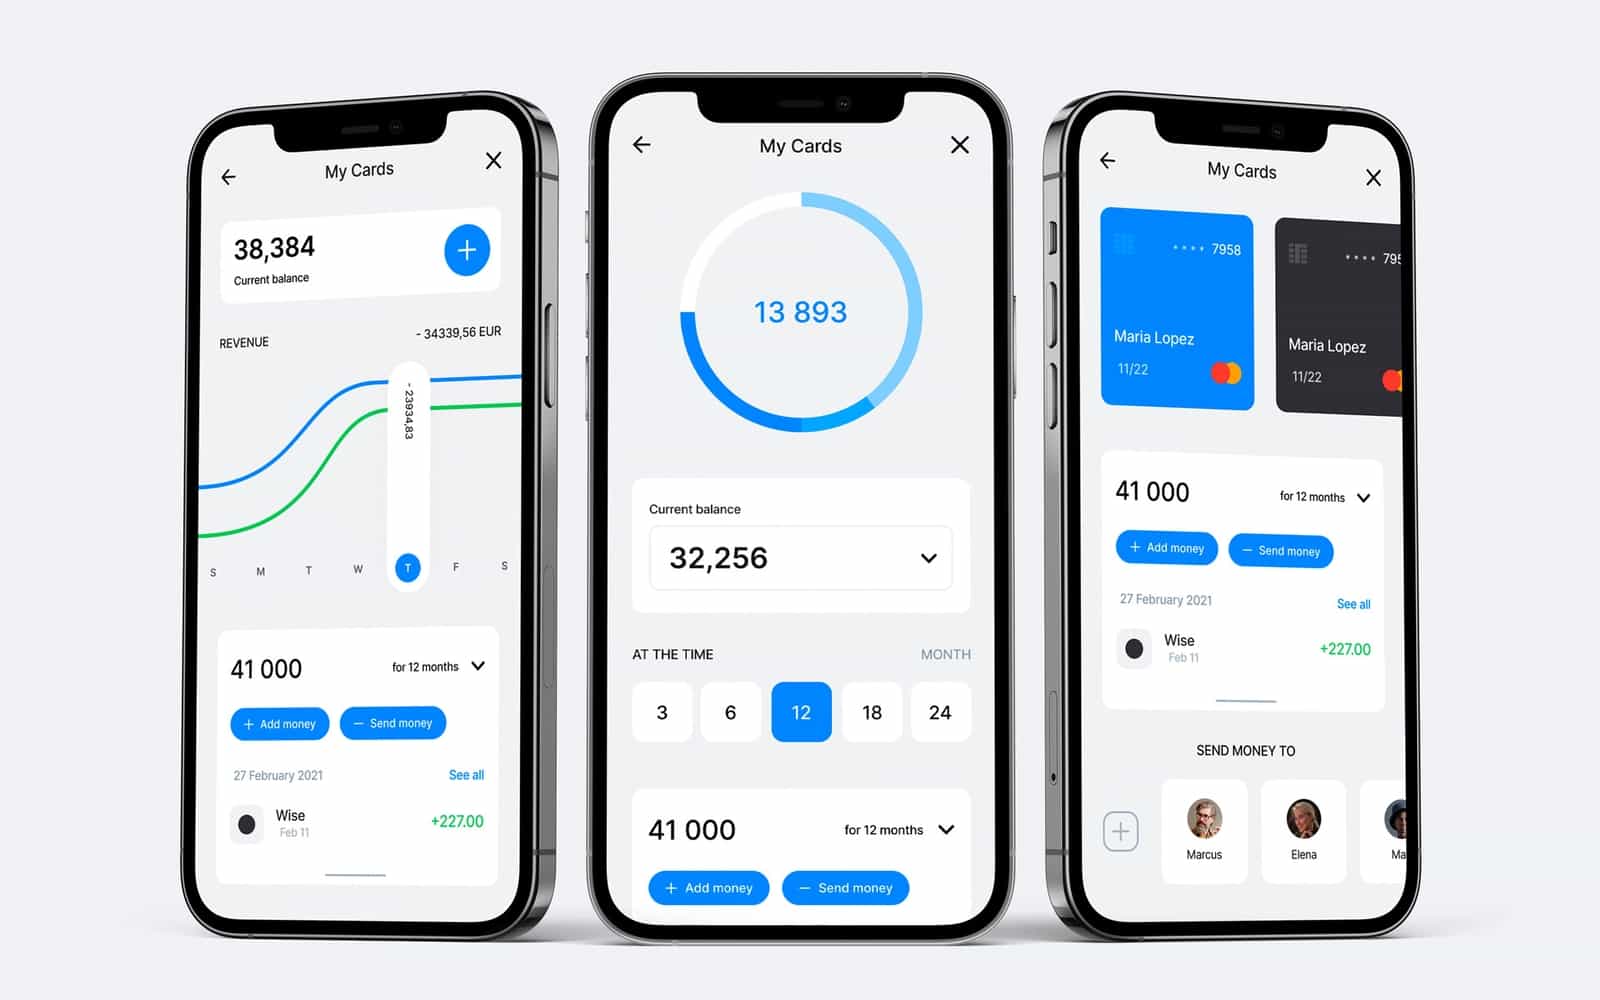 My Cards
38,384
Current balance
REVENUE
- 34339,56 EUR
- 23934,83
S M T W T F S
41 000
for 12 months
+ Add money
− Send money
27 February 2021
See all
Wise
Feb 11
+227.00
My Cards
13 893
Current balance
32,256
AT THE TIME
MONTH
3 6 12 18 24
41 000
for 12 months
+ Add money
− Send money
My Cards
**** 7958
Maria Lopez
11/22
**** 795
Maria Lopez
11/22
41 000
for 12 months
+ Add money
− Send money
27 February 2021
See all
Wise
Feb 11
+227.00
SEND MONEY TO
Marcus
Elena
Ma